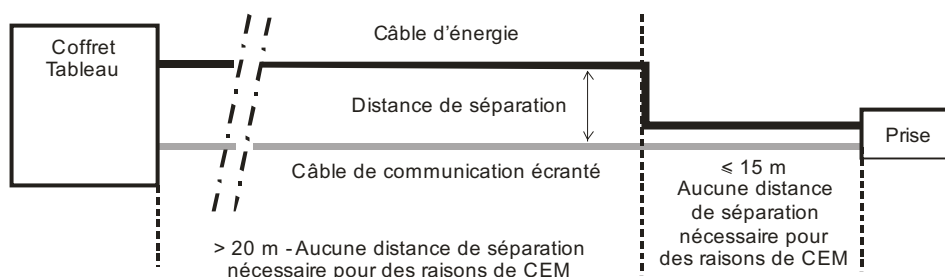 Coffret
Tableau
Câble d'énergie
Distance de séparation
Câble de communication écranté
Prise
⩽ 15 m
Aucune distance
de séparation
nécessaire pour
des raisons de CEM
> 20 m - Aucune distance de séparation
nécessaire pour des raisons de CEM